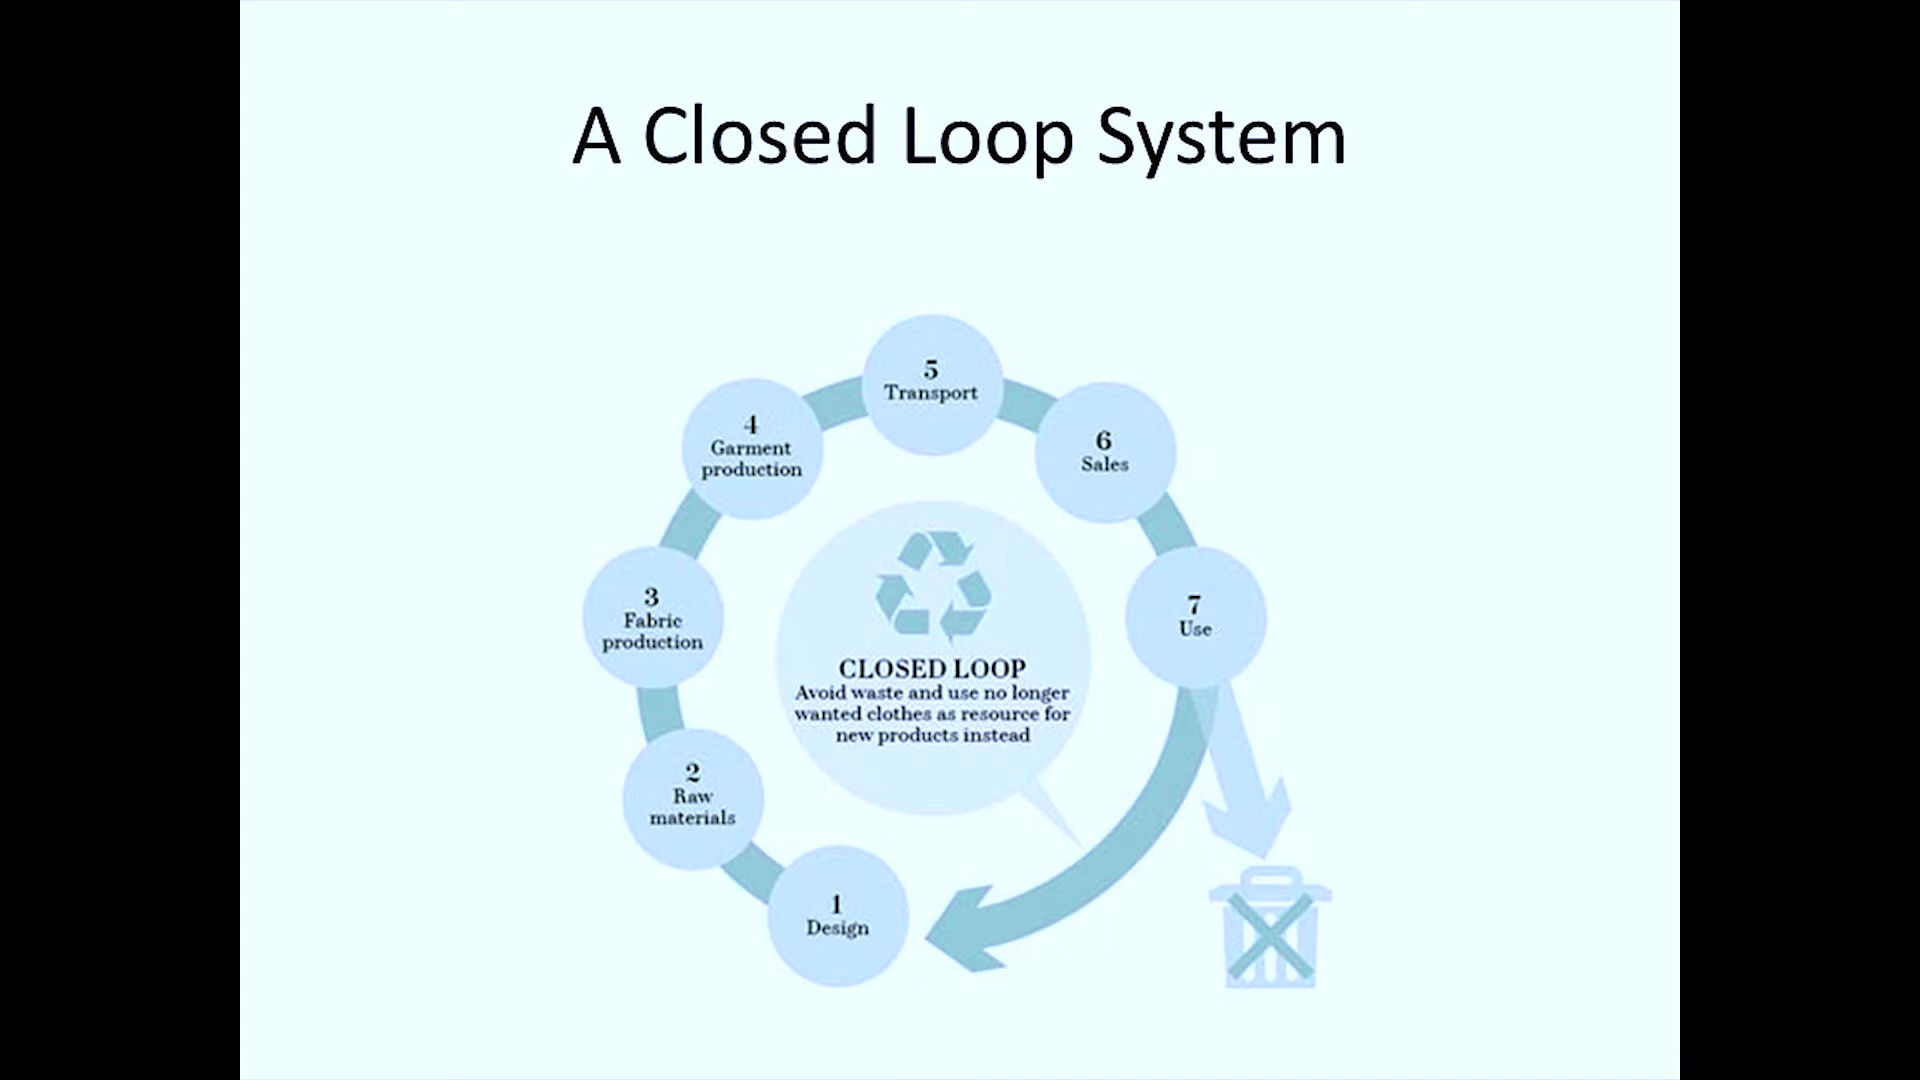 A Closed Loop System
5
Transport
4
Garment
production
6
Sales
3
Fabric
production
7
Use
CLOSED LOOP
Avoid waste and use no longer
wanted clothes as resource for
new products instead
2
Raw
materials
1
Design